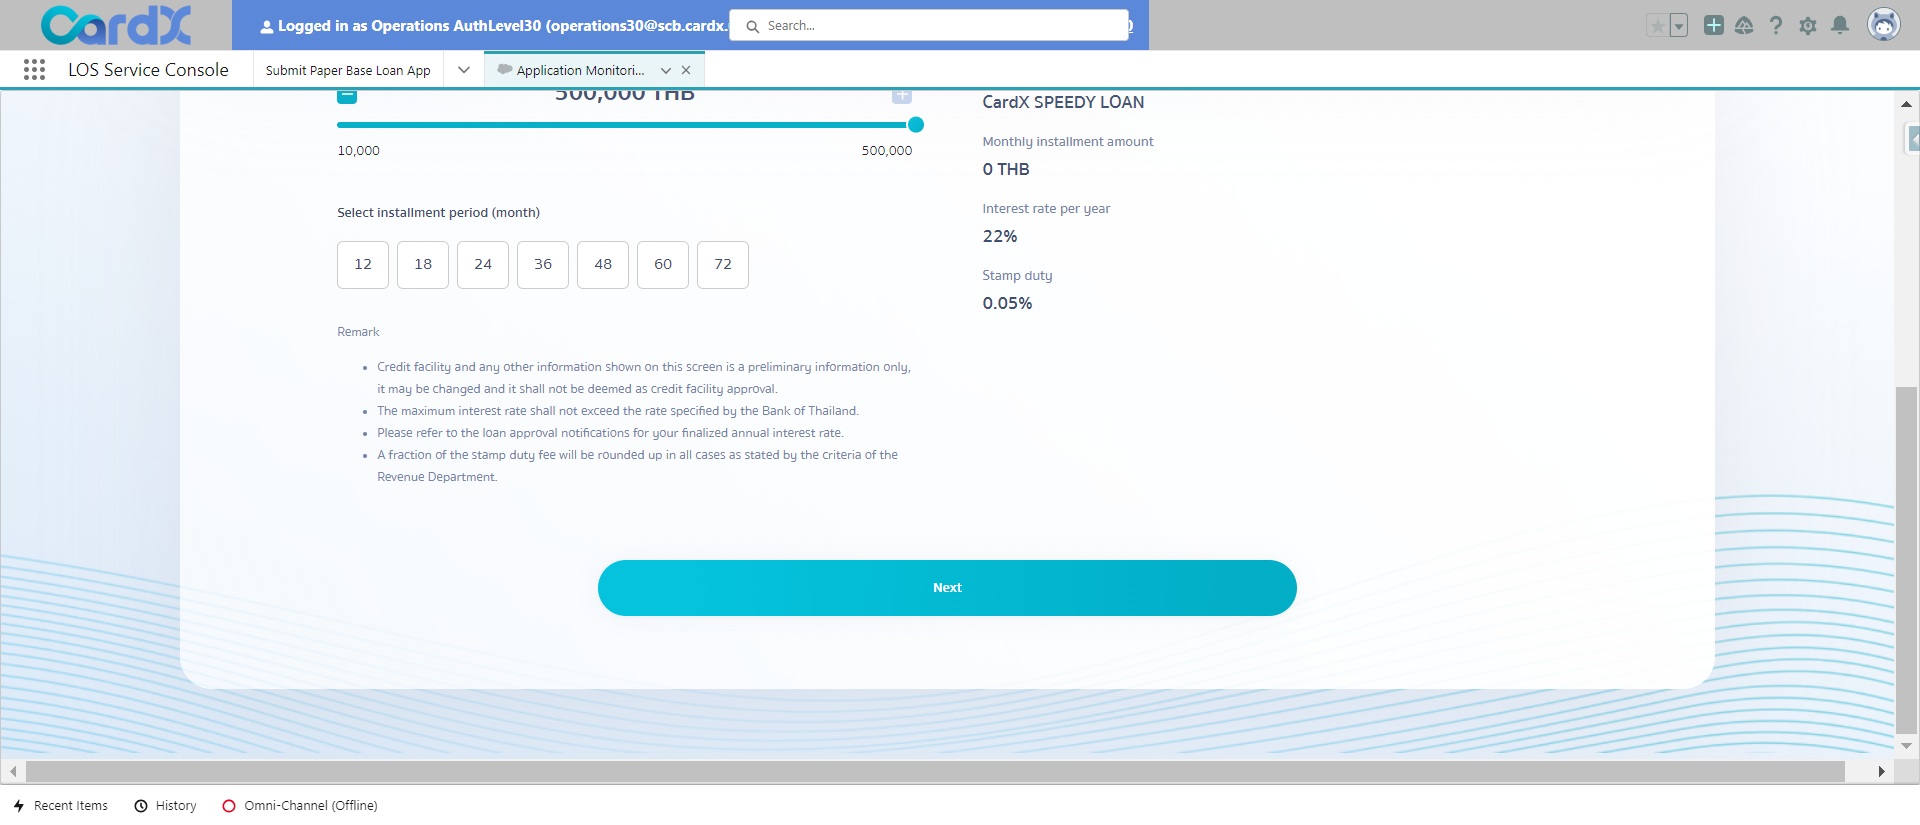 CardX
Logged in as Operations AuthLevel30 (operations30@scb.cardx.
Search...
LOS Service Console
Submit Paper Base Loan App
Application Monitori...
500,000 THB
10,000
500,000
Select installment period (month)
12
18
24
36
48
60
72
Remark
Credit facility and any other information shown on this screen is a preliminary information only,
it may be changed and it shall not be deemed as credit facility approval.
The maximum interest rate shall not exceed the rate specified by the Bank of Thailand.
Please refer to the loan approval notifications for your finalized annual interest rate.
A fraction of the stamp duty fee will be rounded up in all cases as stated by the criteria of the
Revenue Department.
CardX SPEEDY LOAN
Monthly installment amount
0 THB
Interest rate per year
22%
Stamp duty
0.05%
Next
Recent Items
History
Omni-Channel (Offline)